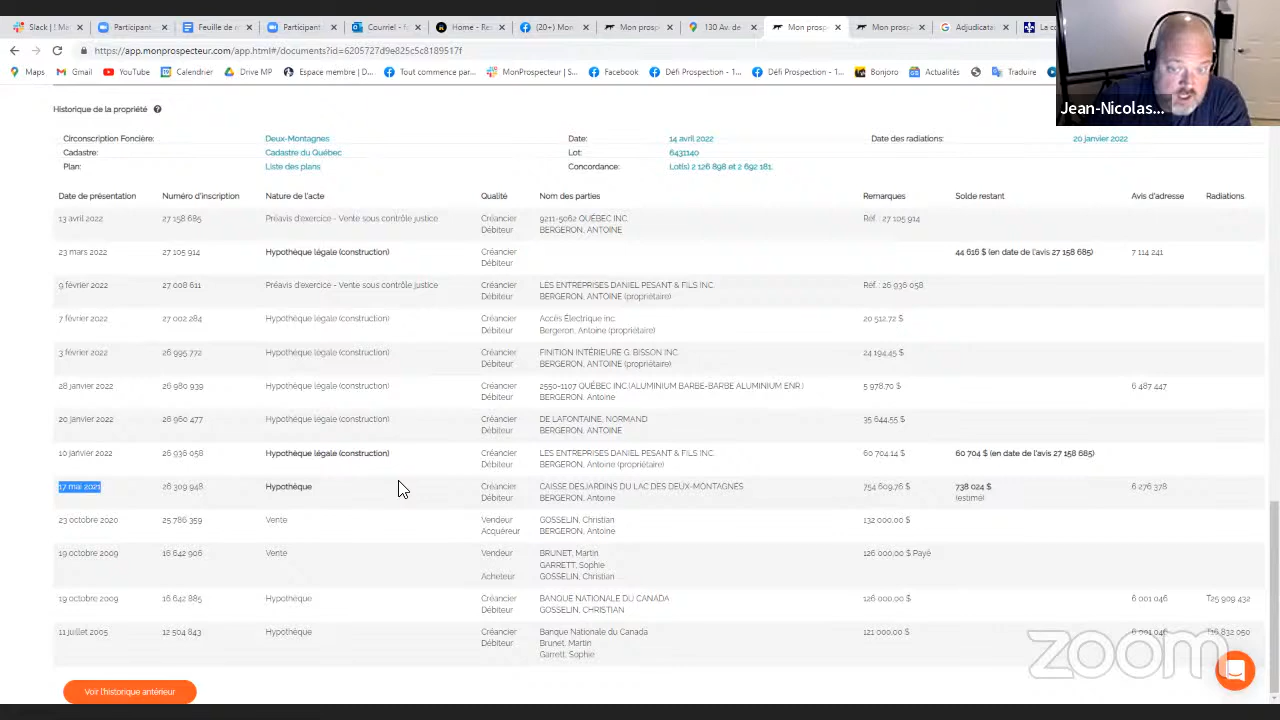 Slack | ! Me
Participant
Feuille de r
Participant
Courriel –
Home - Res
(20+) Mon
Mon prosp
130 Av. de
Mon prosp
Mon prosp
Adjudicata
La co
https://app.monprospecteur.com/app.html#/documents?id=6205727d9e825c5c8189517f
Maps
Gmail
YouTube
Calendrier
Drive MP
Espace membre D...
Tout commence par...
MonProspecteur | S...
Facebook
Défi Prospection - 1...
Défi Prospection - 1...
Bonjoro
Actualités
Traduire
Jean-Nicolas...
Historique de la propriété
Circonscription Foncière: Deux-Montagnes Date: 14 avril 2022 Date des radiations: 20 janvier 2022
Cadastre: Cadastre du Québec Lot: 6431140
Plan: Liste des plans Concordance: Lot(s) 2 126 898 et 2 692 181.
Date de présentation Numéro d'inscription Nature de l'acte Qualité Nom des parties Remarques Solde restant Avis d'adresse Radiations
13 avril 2022 27 158 685 Préavis d'exercice - Vente sous contrôle justice Créancier 9211-5062 QUÉBEC INC. Réf. : 27 105 914
Débiteur BERGERON, ANTOINE
23 mars 2022 27 105 914 Hypothèque légale (construction) Créancier 44 616 $ (en date de l'avis 27 158 685) 7 114 241
Débiteur
9 février 2022 27 008 611 Préavis d'exercice - Vente sous contrôle justice Créancier LES ENTREPRISES DANIEL PESANT & FILS INC. Réf. : 26 936 058
Débiteur BERGERON, ANTOINE (propriétaire)
7 février 2022 27 002 284 Hypothèque légale (construction) Créancier Accès Électrique inc. 20 512,72 $
Débiteur Bergeron, Antoine (propriétaire)
3 février 2022 26 995 772 Hypothèque légale (construction) Créancier FINITION INTÉRIEURE G. BISSON INC. 24 194,45 $
Débiteur BERGERON, ANTOINE (propriétaire)
28 janvier 2022 26 980 939 Hypothèque légale (construction) Créancier 2550-1107 QUÉBEC INC.(ALUMINIUM BARBE-BARBE ALUMINIUM ENR.) 5 978,70 $ 6 487 447
Débiteur BERGERON, Antoine
20 janvier 2022 26 960 477 Hypothèque légale (construction) Créancier DE LAFONTAINE, NORMAND 35 644,55 $
Débiteur BERGERON, ANTOINE
10 janvier 2022 26 936 058 Hypothèque légale (construction) Créancier LES ENTREPRISES DANIEL PESANT & FILS INC. 60 704,14 $ 60 704 $ (en date de l'avis 27 158 685)
Débiteur BERGERON, Antoine (propriétaire)
17 mai 2021 26 309 948 Hypothèque Créancier CAISSE DESJARDINS DU LAC DES DEUX-MONTAGNES 754 609,76 $ 738 024 $ 6 276 378
Débiteur BERGERON, Antoine (estimé)
23 octobre 2020 25 786 359 Vente Vendeur GOSSELIN, Christian 132 000,00 $
Acquéreur BERGERON, Antoine
19 octobre 2009 16 642 906 Vente Vendeur BRUNET, Martin 126 000,00 $ Payé
GARRETT, Sophie
Acheteur GOSSELIN, Christian ...
19 octobre 2009 16 642 885 Hypothèque Créancier BANQUE NATIONALE DU CANADA 126 000,00 $ 6 001 046 T25 909 432
Débiteur GOSSELIN, CHRISTIAN
11 juillet 2005 12 504 843 Hypothèque Créancier Banque Nationale du Canada 121 000,00 $ 6 001 046 T16 832 050
Débiteur Brunet, Martin
Garrett, Sophie
Voir l'historique antérieur
zoom